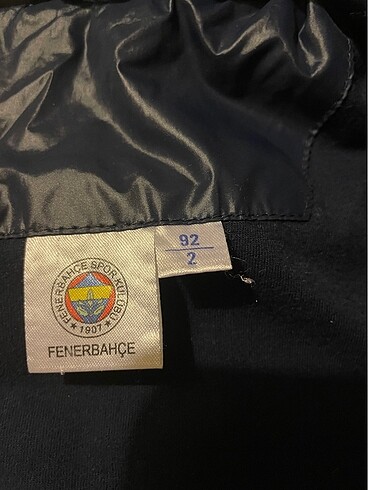 FENERBAHÇE SPOR KULÜBÜ
★ 1907 ★
FENERBAHÇE
92
2